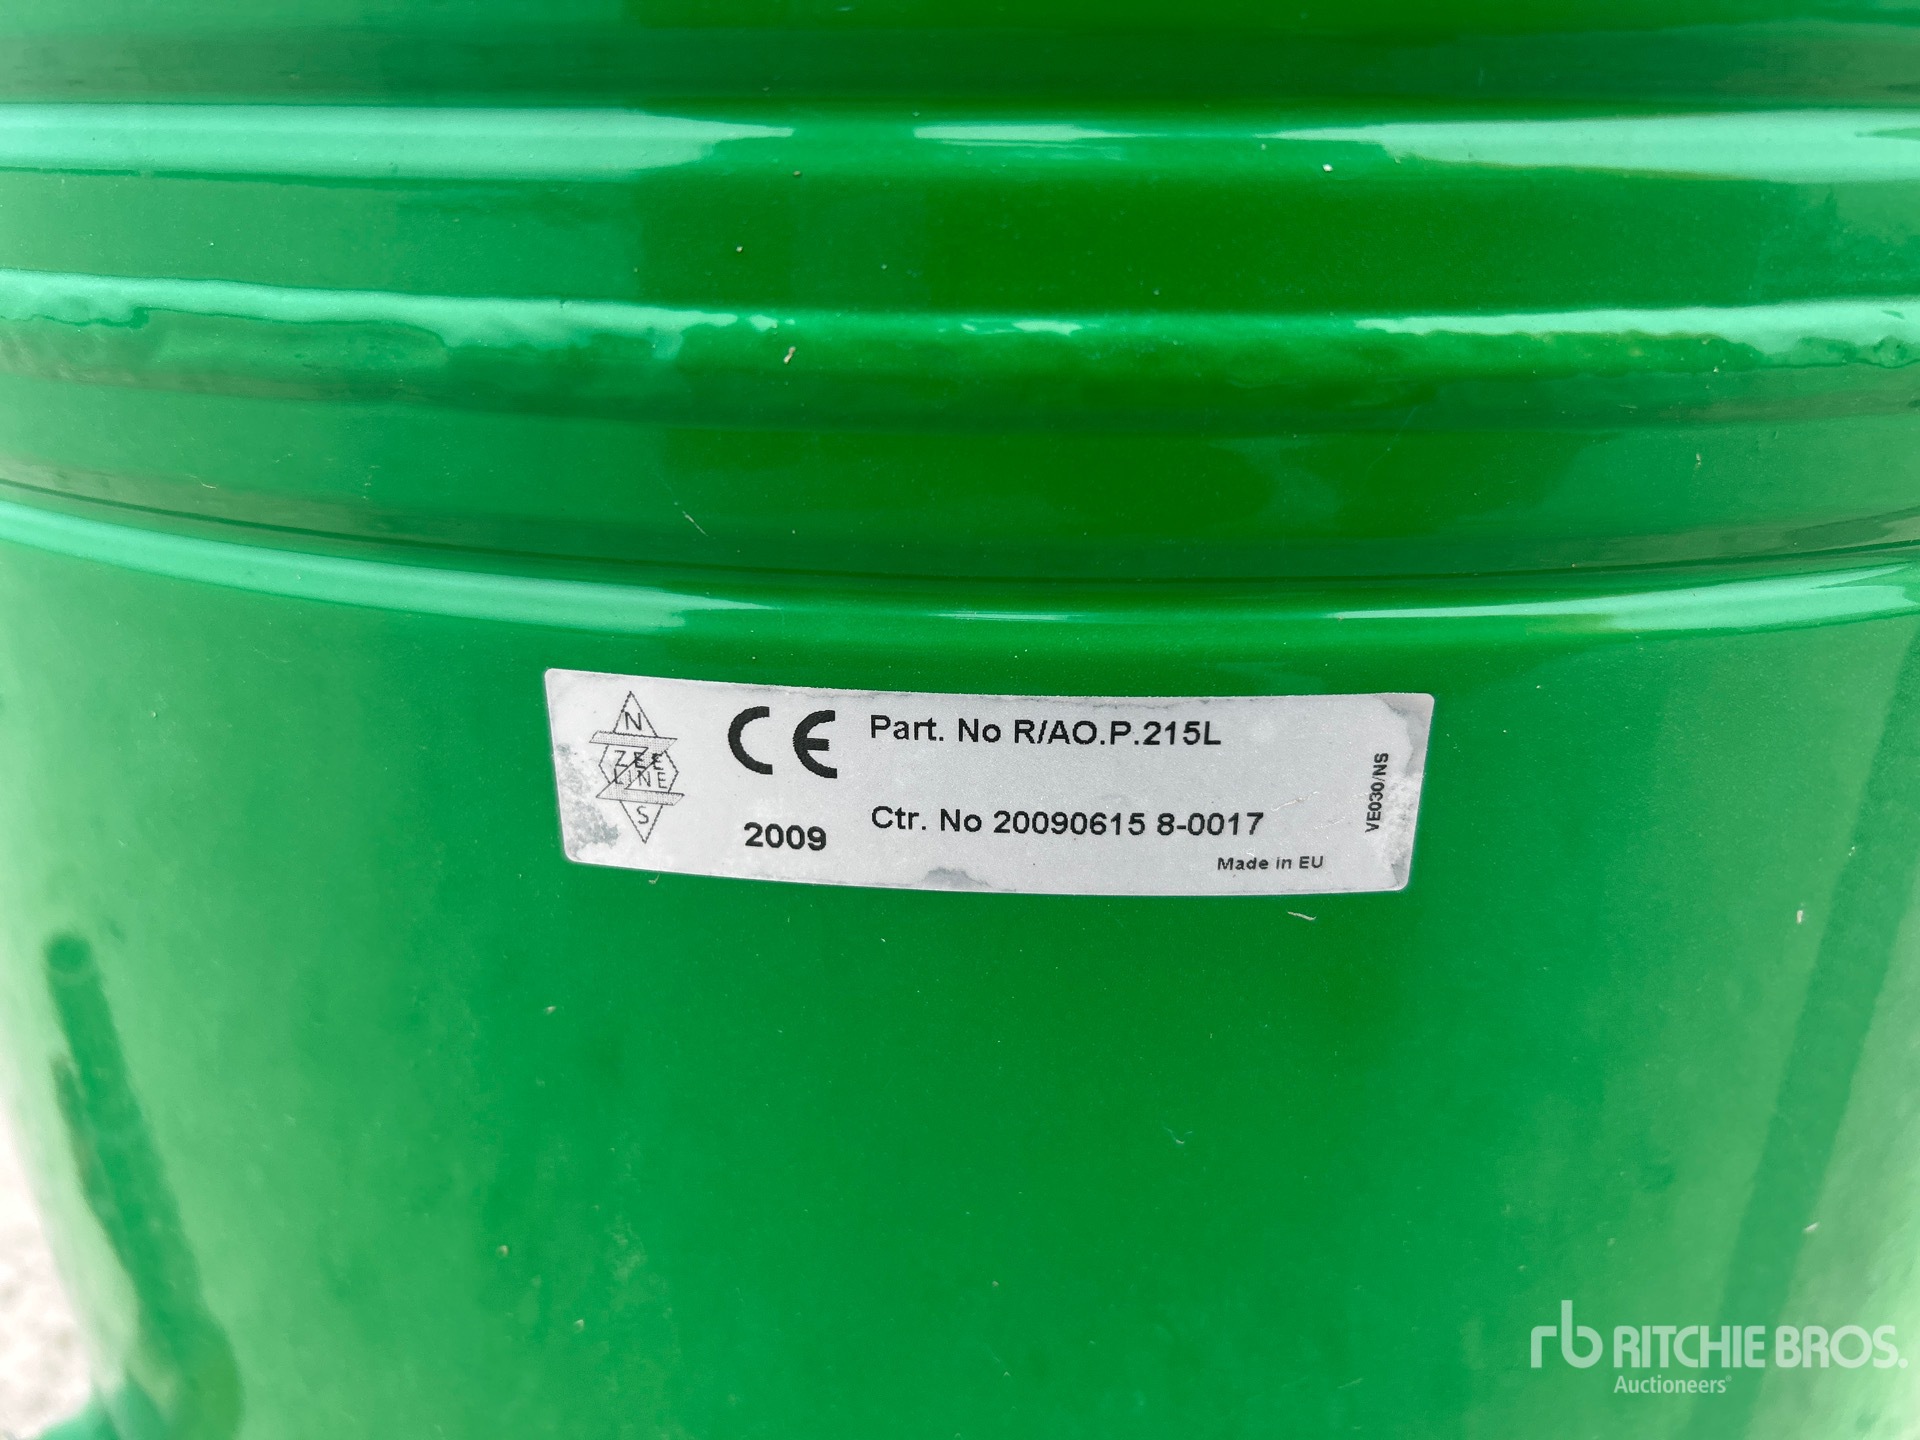 N
ZEE
LINE
S
CE
2009
Part. No R/AO.P.215L
Ctr. No 20090615 8-0017
Made in EU
VE030/NS
rb RITCHIE BROS.
Auctioneers